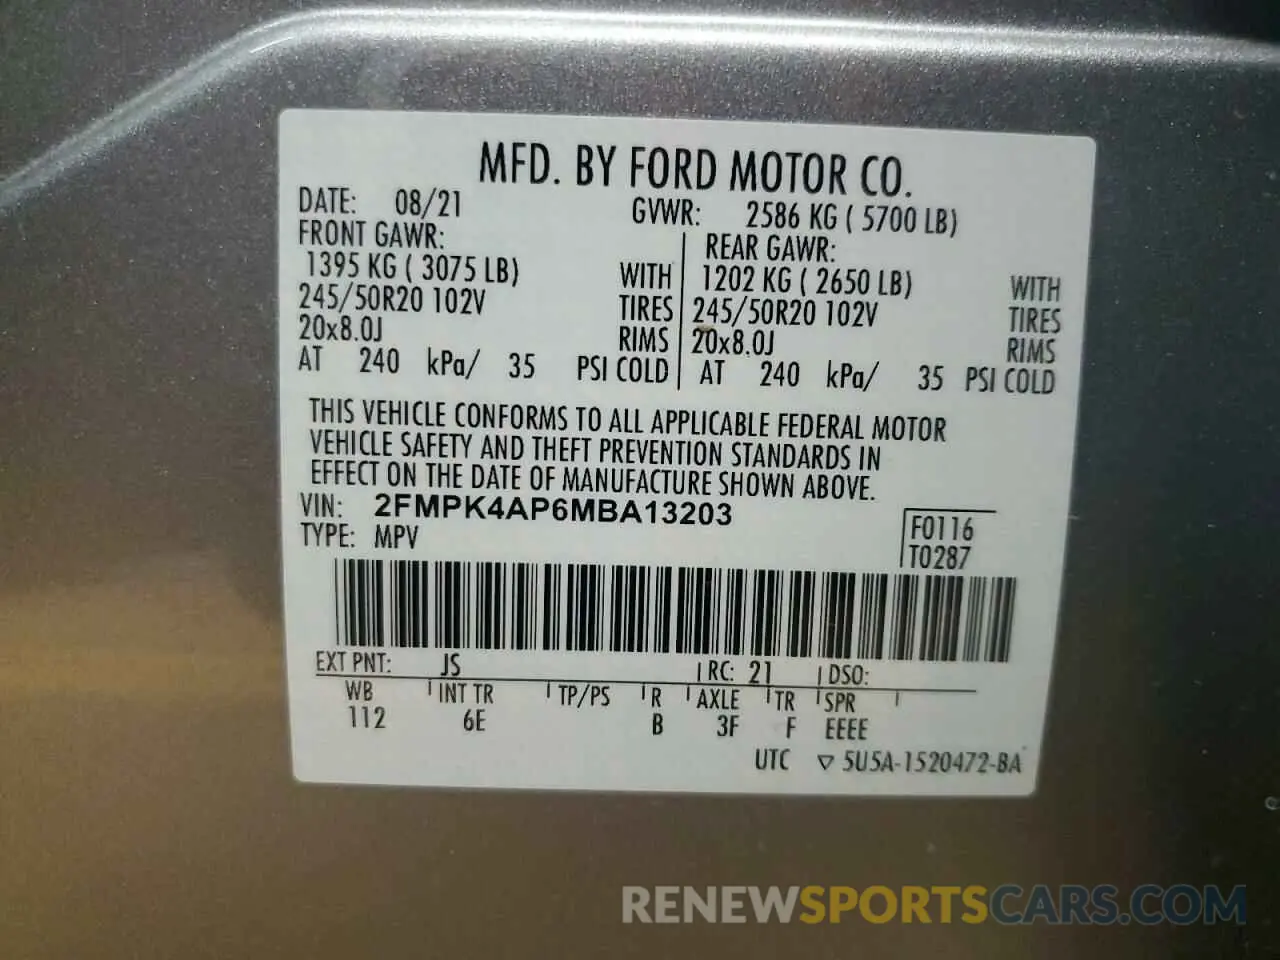 MFD. BY FORD MOTOR CO.
DATE: 08/21 GVWR: 2586 KG ( 5700 LB)
FRONT GAWR: REAR GAWR:
1395 KG ( 3075 LB) WITH 1202 KG ( 2650 LB) WITH
245/50R20 102V TIRES 245/50R20 102V TIRES
20x8.0J RIMS 20x8.0J RIMS
AT 240 kPa/ 35 PSI COLD AT 240 kPa/ 35 PSI COLD
THIS VEHICLE CONFORMS TO ALL APPLICABLE FEDERAL MOTOR
VEHICLE SAFETY AND THEFT PREVENTION STANDARDS IN
EFFECT ON THE DATE OF MANUFACTURE SHOWN ABOVE.
VIN: 2FMPK4AP6MBA13203
TYPE: MPV
F0116
T0287
EXT PNT: JS RC: 21 DSO:
WB INT TR TP/PS R AXLE TR SPR
112 6E B 3F F EEEE
UTC ▽ 5U5A-1520472-BA
RENEWSPORTSCARS.COM